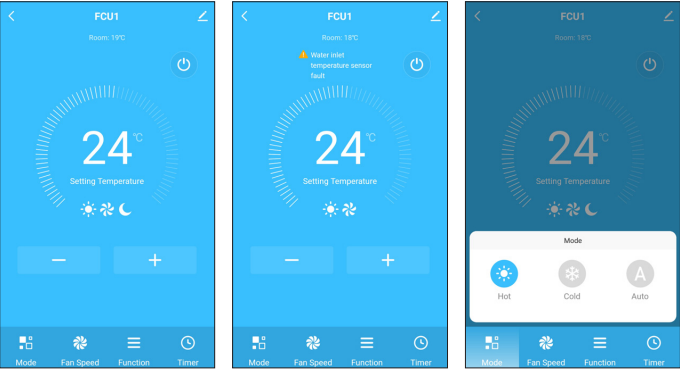 FCU1
Room: 19℃
24℃
Setting Temperature
Mode
Fan Speed
Function
Timer
FCU1
Room: 18℃
Water inlet
temperature sensor
fault
24℃
Setting Temperature
Mode
Fan Speed
Function
Timer
FCU1
Room: 18℃
24℃
Setting Temperature
Mode
A
Hot
Cold
Auto
Mode
Fan Speed
Function
Timer